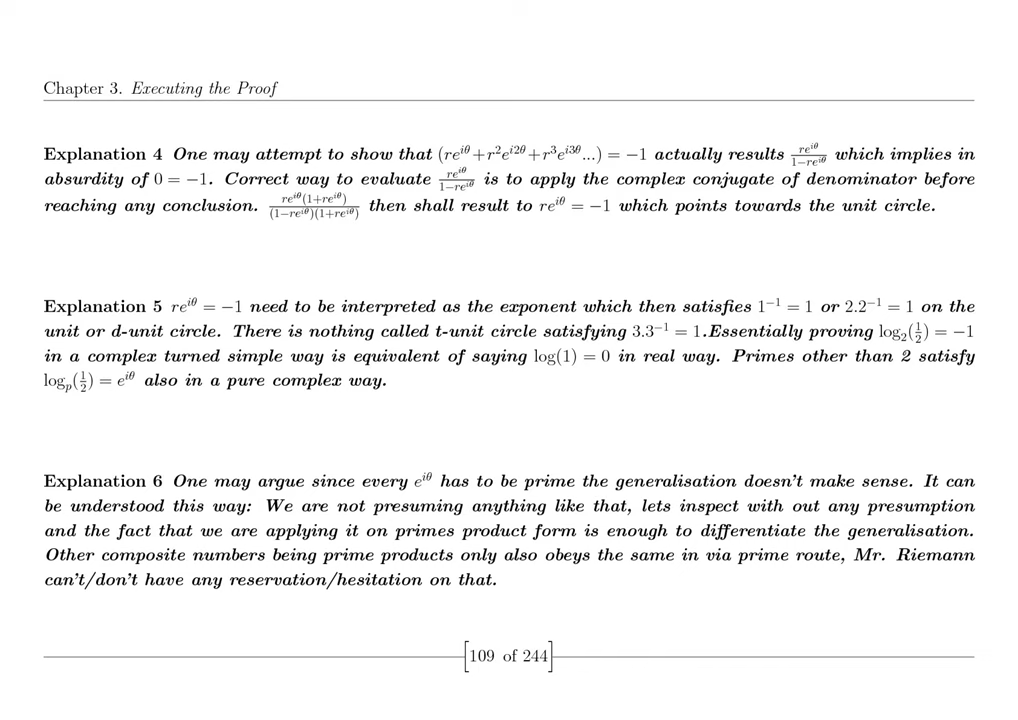 Chapter 3. Executing the Proof
Explanation 4 One may attempt to show that (re^{iθ}+r^2e^{i2θ}+r^3e^{i3θ}...) = −1 actually results \frac{re^{iθ}}{1−re^{iθ}} which implies in
absurdity of 0 = −1. Correct way to evaluate \frac{re^{iθ}}{1−re^{iθ}} is to apply the complex conjugate of denominator before
reaching any conclusion. \frac{re^{iθ}(1+re^{iθ})}{(1−re^{iθ})(1+re^{iθ})} then shall result to re^{iθ} = −1 which points towards the unit circle.
Explanation 5 re^{iθ} = −1 need to be interpreted as the exponent which then satisfies 1^{−1} = 1 or 2.2^{−1} = 1 on the
unit or d-unit circle. There is nothing called t-unit circle satisfying 3.3^{−1} = 1.Essentially proving log_2(\frac{1}{2}) = −1
in a complex turned simple way is equivalent of saying log(1) = 0 in real way. Primes other than 2 satisfy
log_p(\frac{1}{2}) = e^{iθ} also in a pure complex way.
Explanation 6 One may argue since every e^{iθ} has to be prime the generalisation doesn't make sense. It can
be understood this way: We are not presuming anything like that, lets inspect with out any presumption
and the fact that we are applying it on primes product form is enough to differentiate the generalisation.
Other composite numbers being prime products only also obeys the same in via prime route, Mr. Riemann
can't/don't have any reservation/hesitation on that.
[109 of 244]